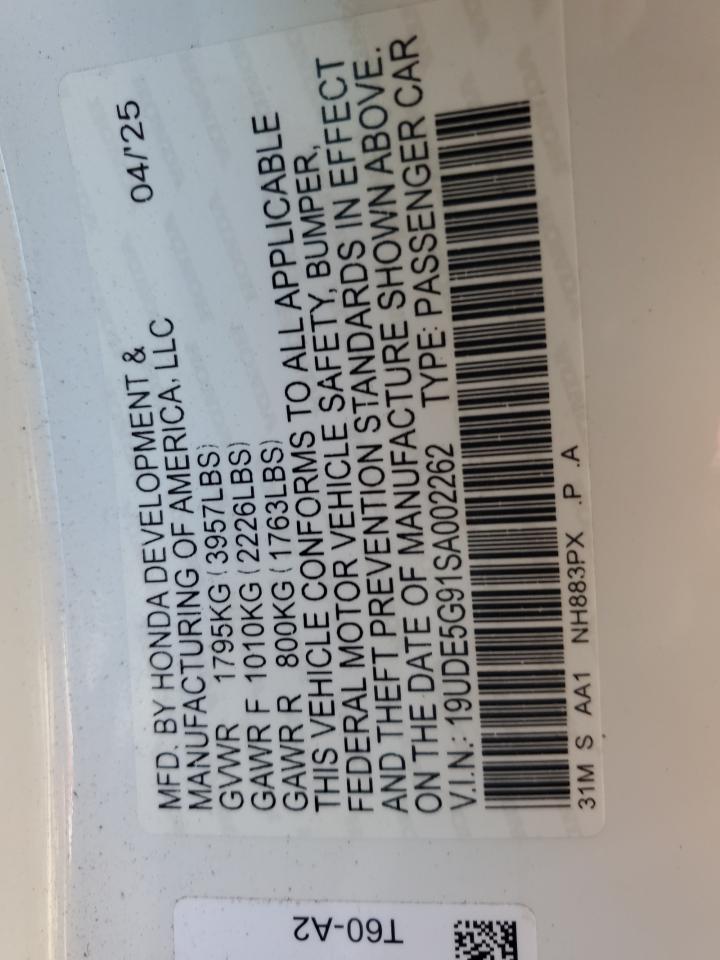 MFD. BY HONDA DEVELOPMENT & 04/'25
MANUFACTURING OF AMERICA, LLC
GVWR 1795KG (3957LBS)
GAWR F 1010KG (2226LBS)
GAWR R 800KG (1763LBS)
THIS VEHICLE CONFORMS TO ALL APPLICABLE
FEDERAL MOTOR VEHICLE SAFETY, BUMPER,
AND THEFT PREVENTION STANDARDS IN EFFECT
ON THE DATE OF MANUFACTURE SHOWN ABOVE.
V.I.N.: 19UDE5G91SA002262 TYPE: PASSENGER CAR
31M S AA1 NH883PX .P .A
T60-A2